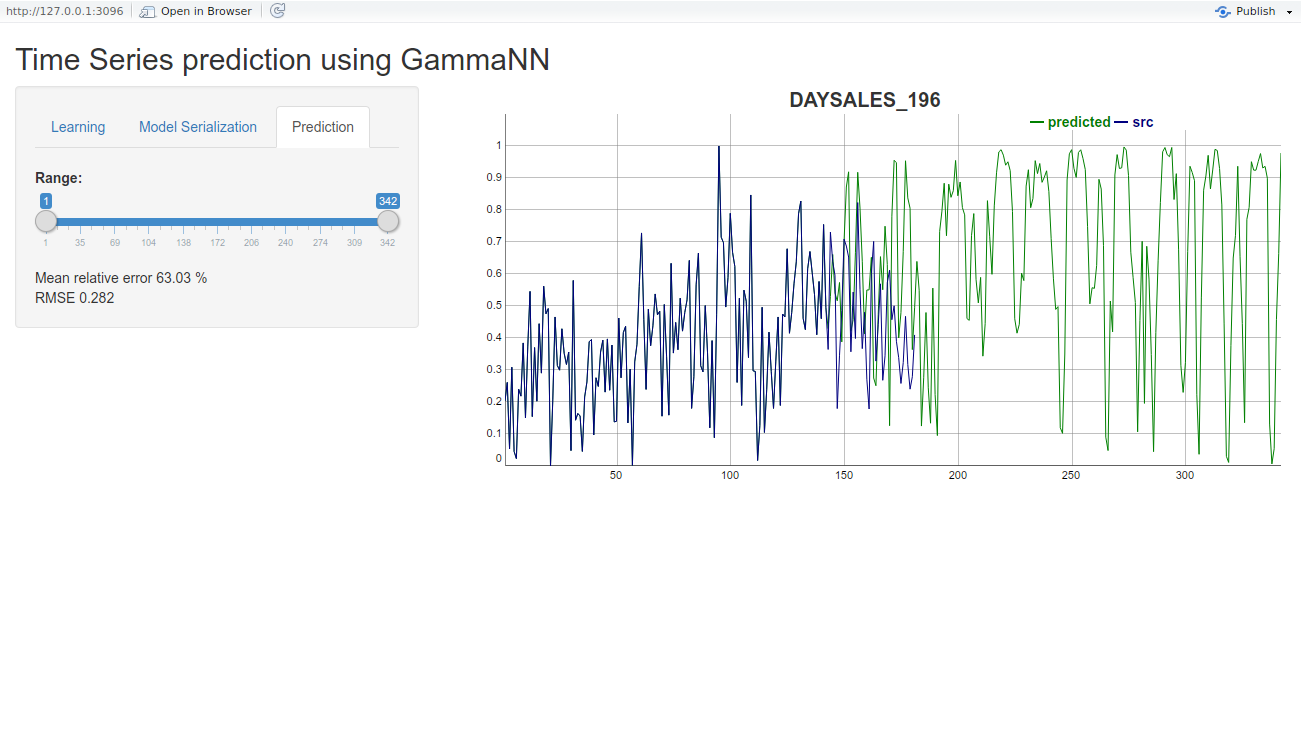 http://127.0.0.1:3096 Open in Browser Publish
Time Series prediction using GammaNN
Learning Model Serialization Prediction
Range:
1 342
1 35 69 104 138 172 206 240 274 309 342
Mean relative error 63.03 %
RMSE 0.282
DAYSALES_196
predicted src
1
0.9
0.8
0.7
0.6
0.5
0.4
0.3
0.2
0.1
0
50 100 150 200 250 300